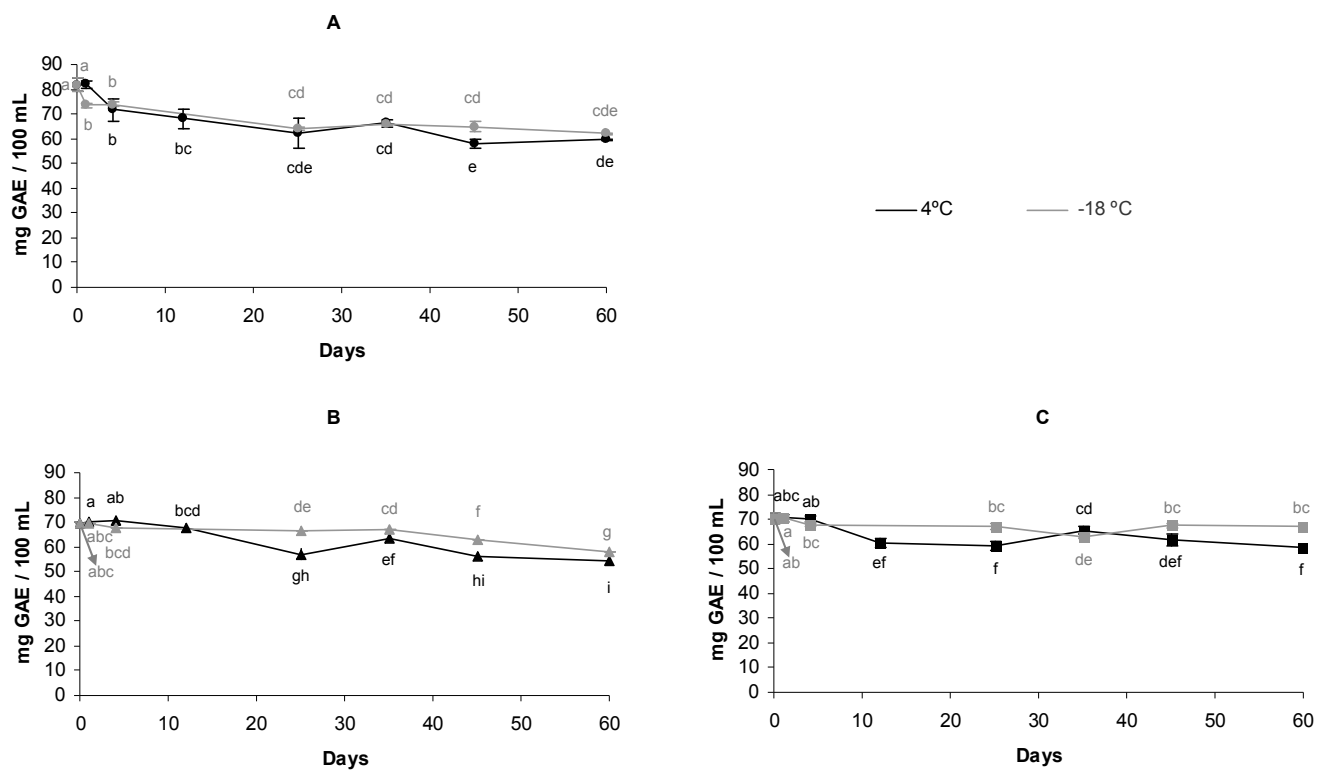 A
mg GAE / 100 mL
90
80
70
60
50
40
30
20
10
0
a
a
b
b
b
bc
cd
cde
cd
cd
cd
e
cde
de
0 10 20 30 40 50 60
Days
4ºC
-18 ºC
B
mg GAE / 100 mL
90
80
70
60
50
40
30
20
10
0
a
ab
abc
bcd
abc
bcd
de
gh
cd
ef
f
hi
g
i
0 10 20 30 40 50 60
Days
C
mg GAE / 100 mL
90
80
70
60
50
40
30
20
10
0
abc
ab
a
bc
ab
ef
bc
f
cd
de
bc
def
bc
f
0 10 20 30 40 50 60
Days